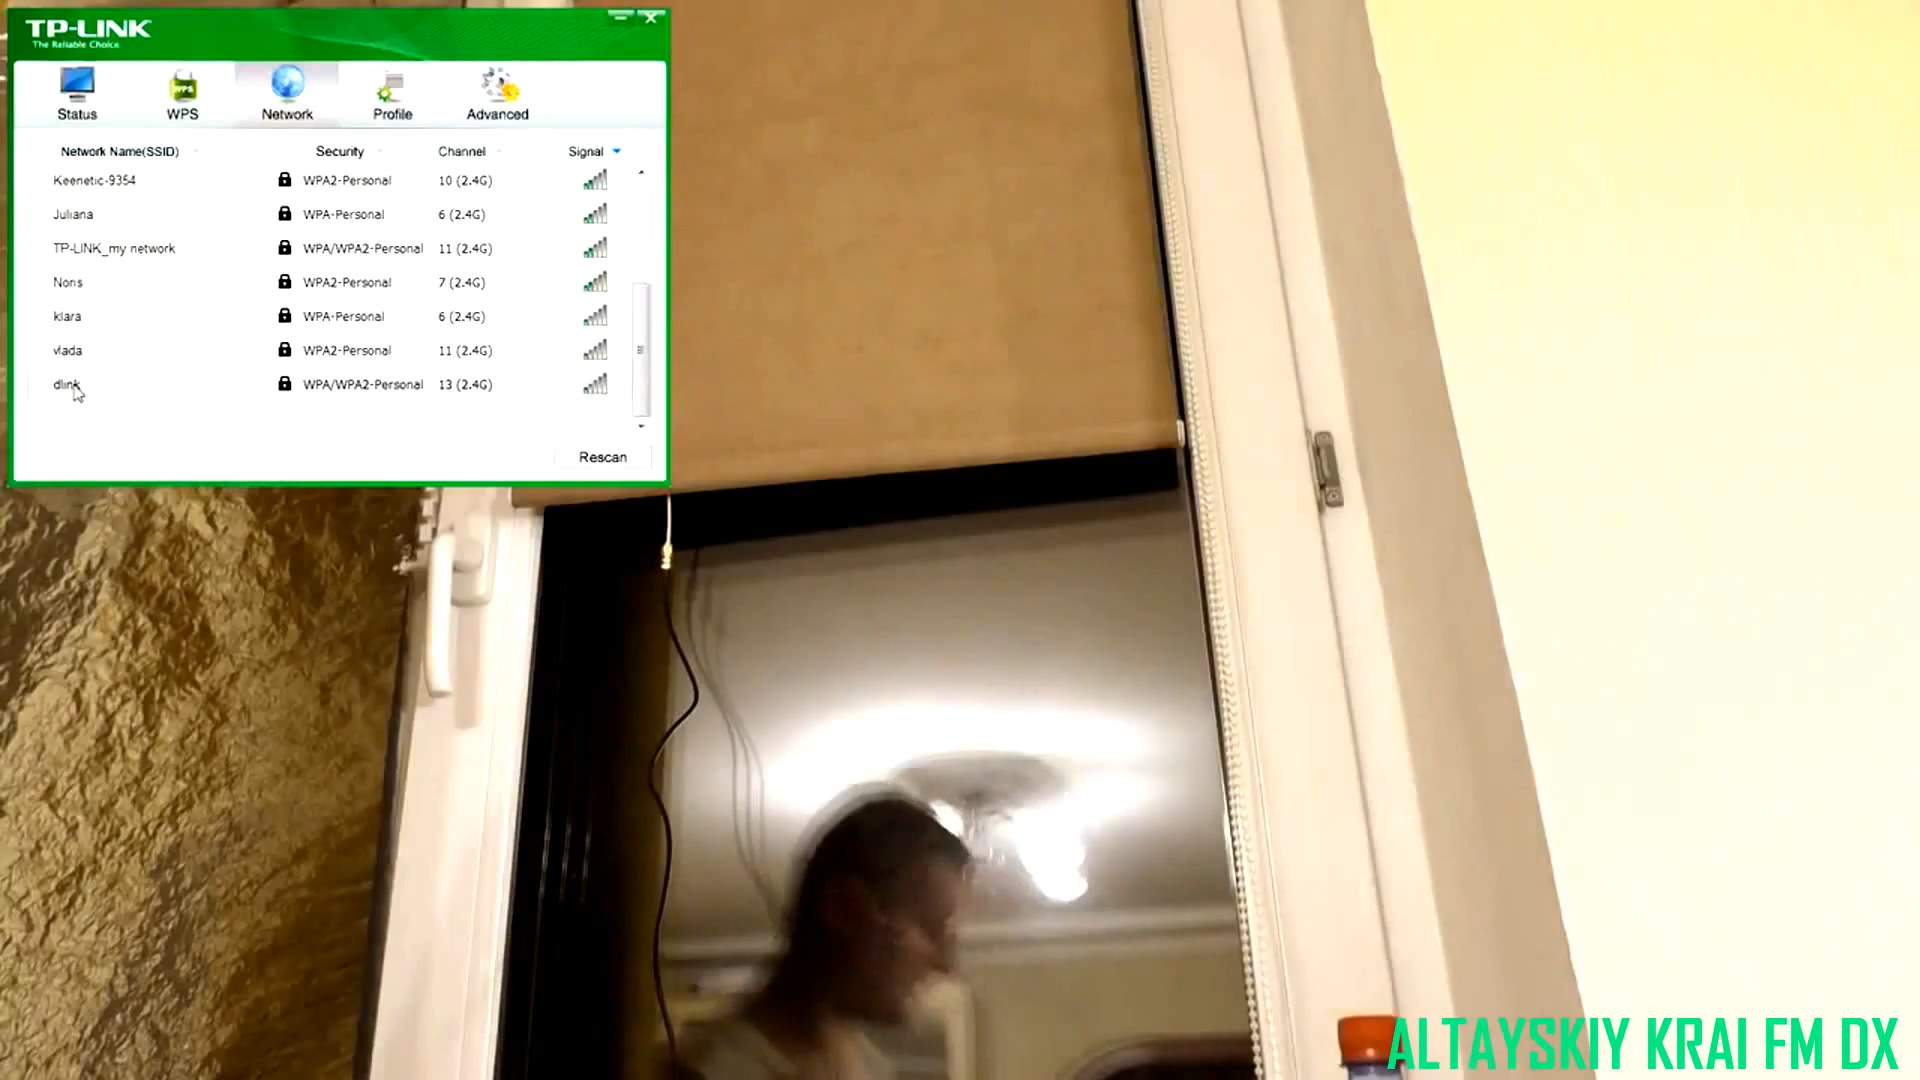 TP-LINK
The Reliable Choice
Status WPS Network Profile Advanced
Network Name(SSID) Security Channel Signal
Keenetic-9354 WPA2-Personal 10 (2.4G)
Juliana WPA-Personal 6 (2.4G)
TP-LINK_my network WPA/WPA2-Personal 11 (2.4G)
Nons WPA2-Personal 7 (2.4G)
klara WPA-Personal 6 (2.4G)
vlada WPA2-Personal 11 (2.4G)
dlink WPA/WPA2-Personal 13 (2.4G)
Rescan
ALTAYSKIY KRAI FM DX